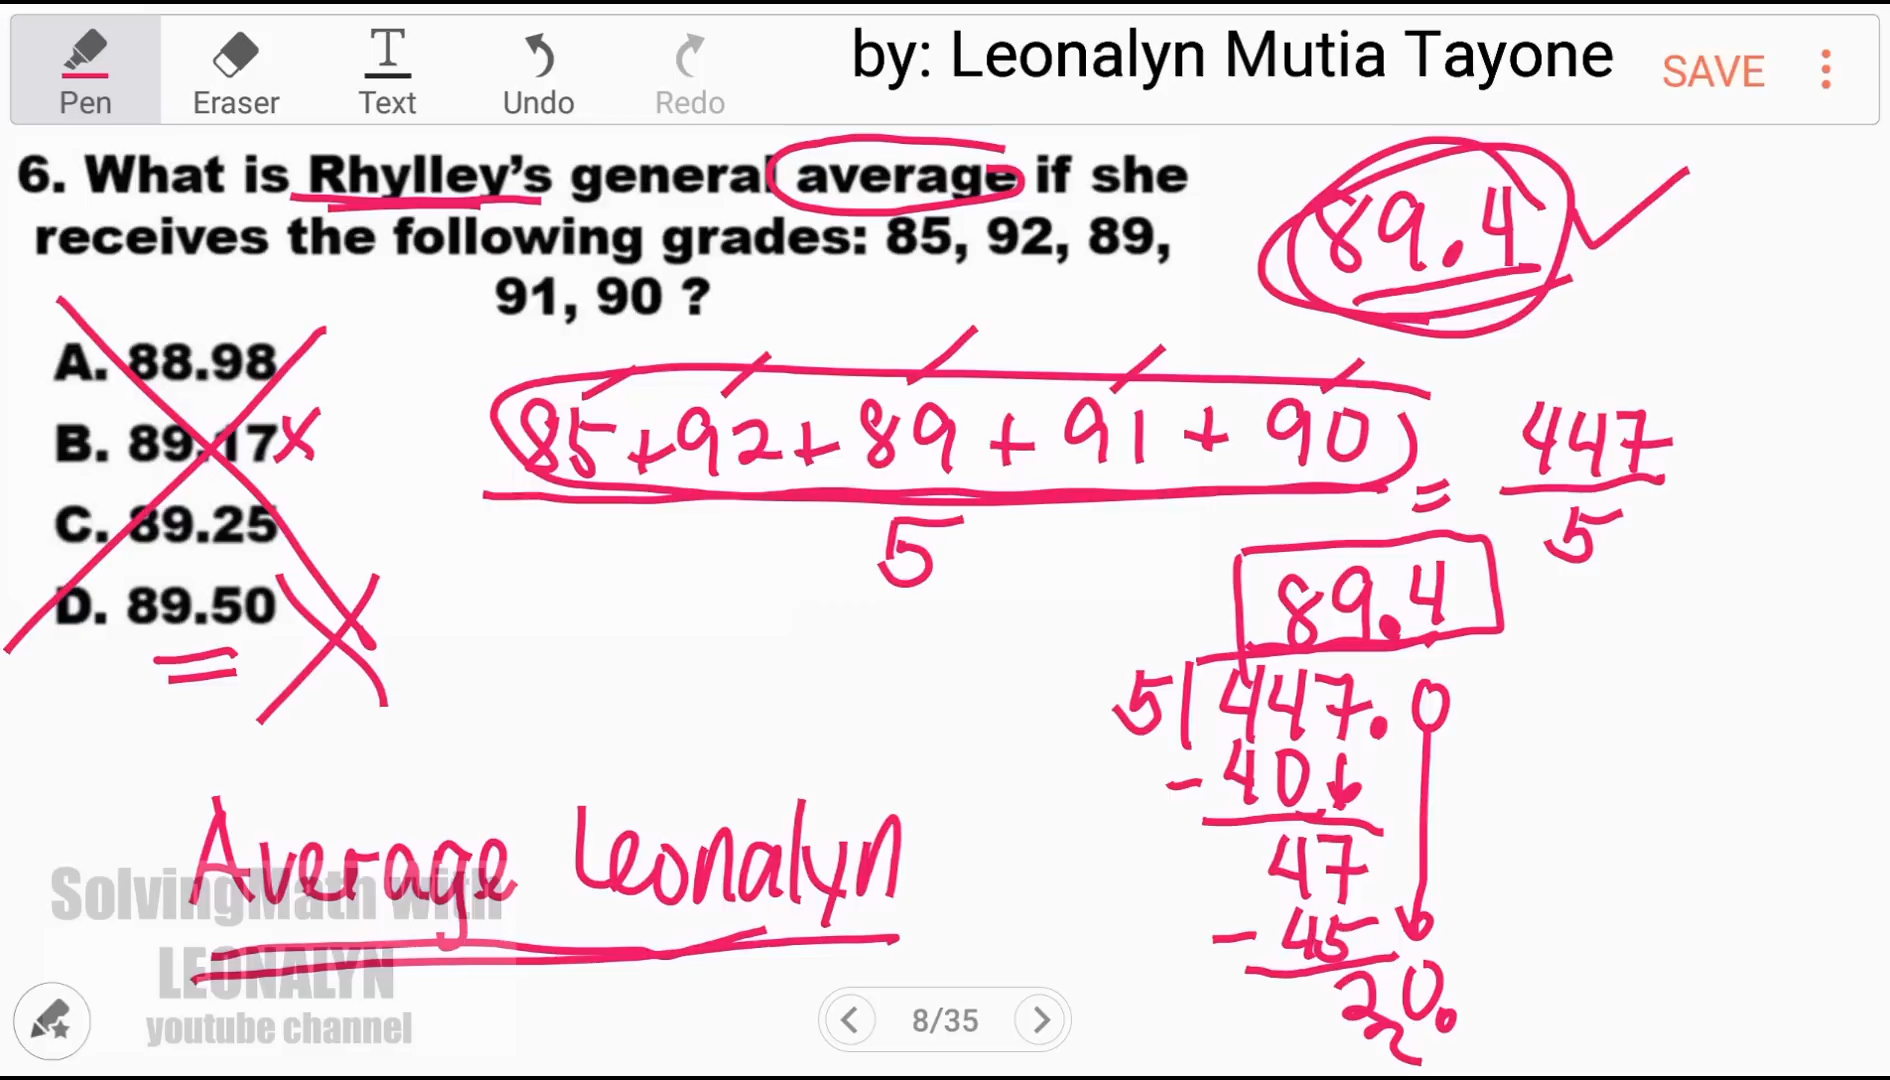 Pen Eraser Text Undo Redo by: Leonalyn Mutia Tayone SAVE
6. What is Rhylley's general average if she
receives the following grades: 85, 92, 89,
91, 90 ?
89.4
A. 88.98
B. 89.17x
C. 89.25
D. 89.50
85+92+89+91+90
5
= 447
5
89.4
5 447.0
-40
47
-45
20.
Average Leonalyn
SolvingMath with
LEONALYN
youtube channel
8/35